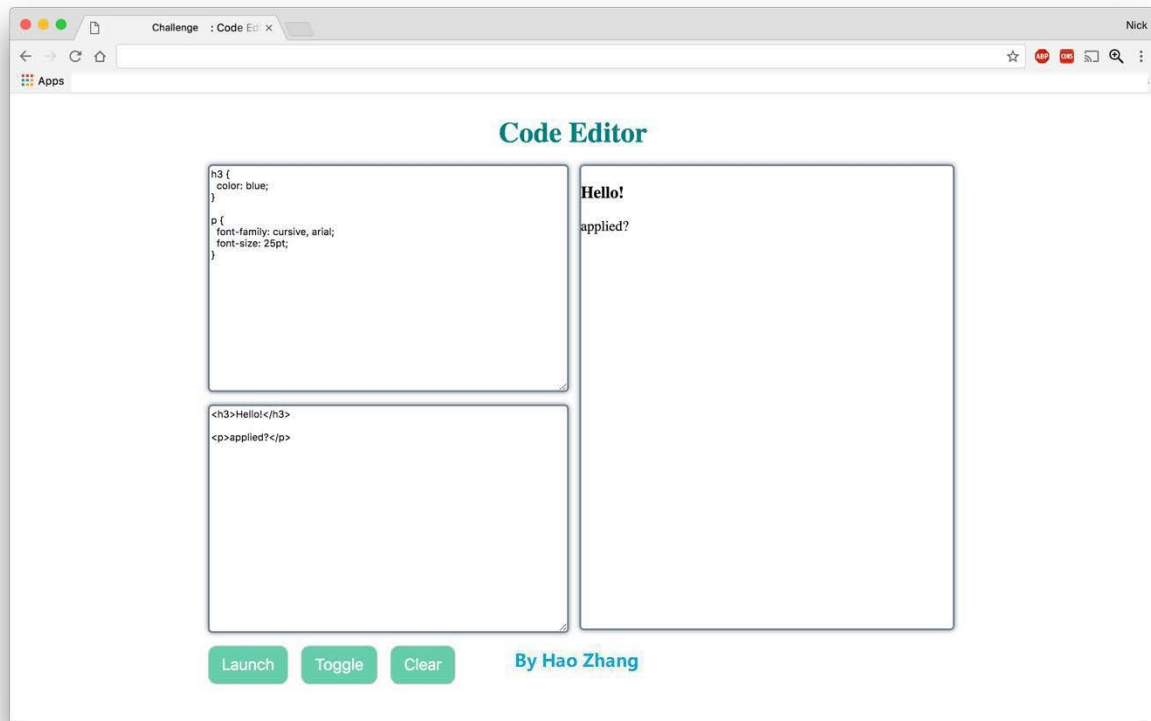 Challenge : Code Ed
Nick
ABP
Apps
Code Editor
h3 {
color: blue;
}
p {
font-family: cursive, arial;
font-size: 25pt;
}
<h3>Hello!</h3>
<p>applied?</p>
Hello!
applied?
Launch
Toggle
Clear
By Hao Zhang